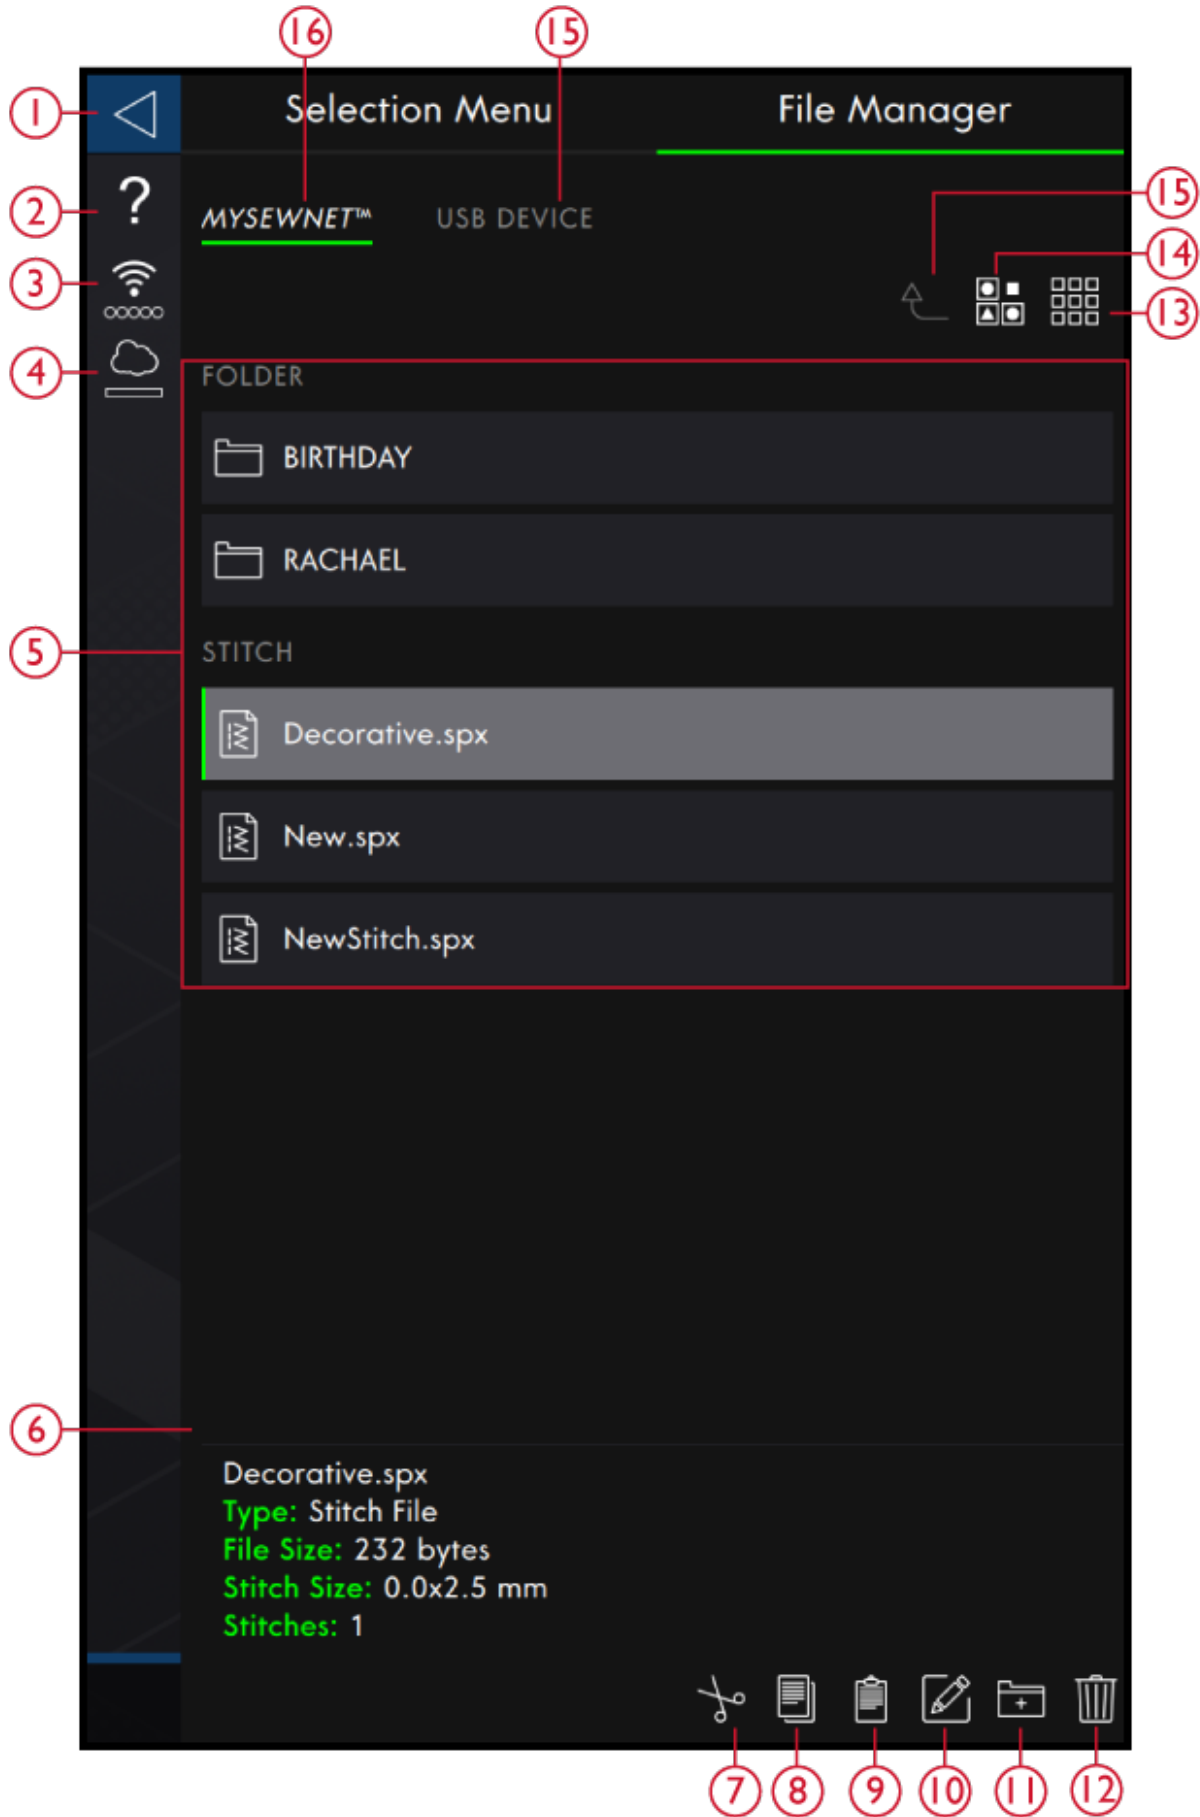 16 15
1 Selection Menu File Manager
2 ?
MYSEWNET™ USB DEVICE
15
3
14
13
4
FOLDER
BIRTHDAY
RACHAEL
5 STITCH
Decorative.spx
New.spx
NewStitch.spx
6
Decorative.spx
Type: Stitch File
File Size: 232 bytes
Stitch Size: 0.0x2.5 mm
Stitches: 1
7 8 9 10 11 12